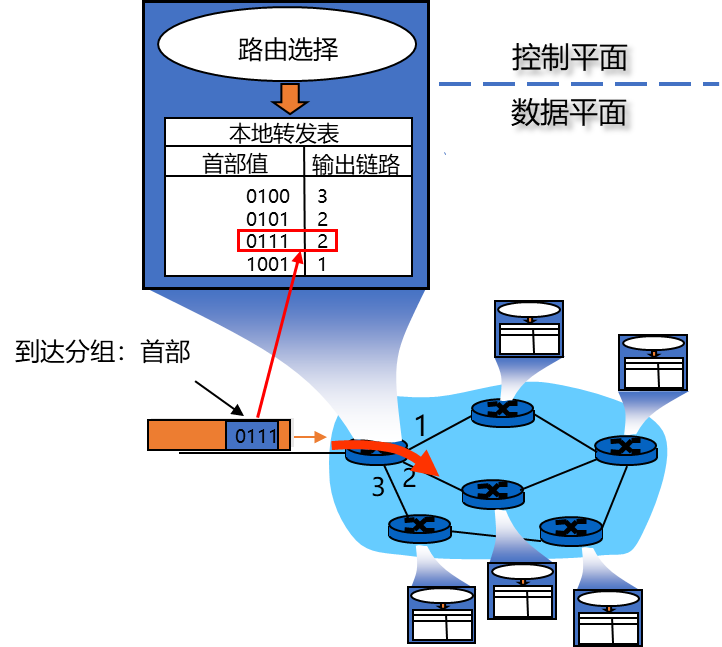 路由选择
控制平面
数据平面
本地转发表
首部值 输出链路
0100 3
0101 2
0111 2
1001 1
到达分组：首部
0111
1
2
3